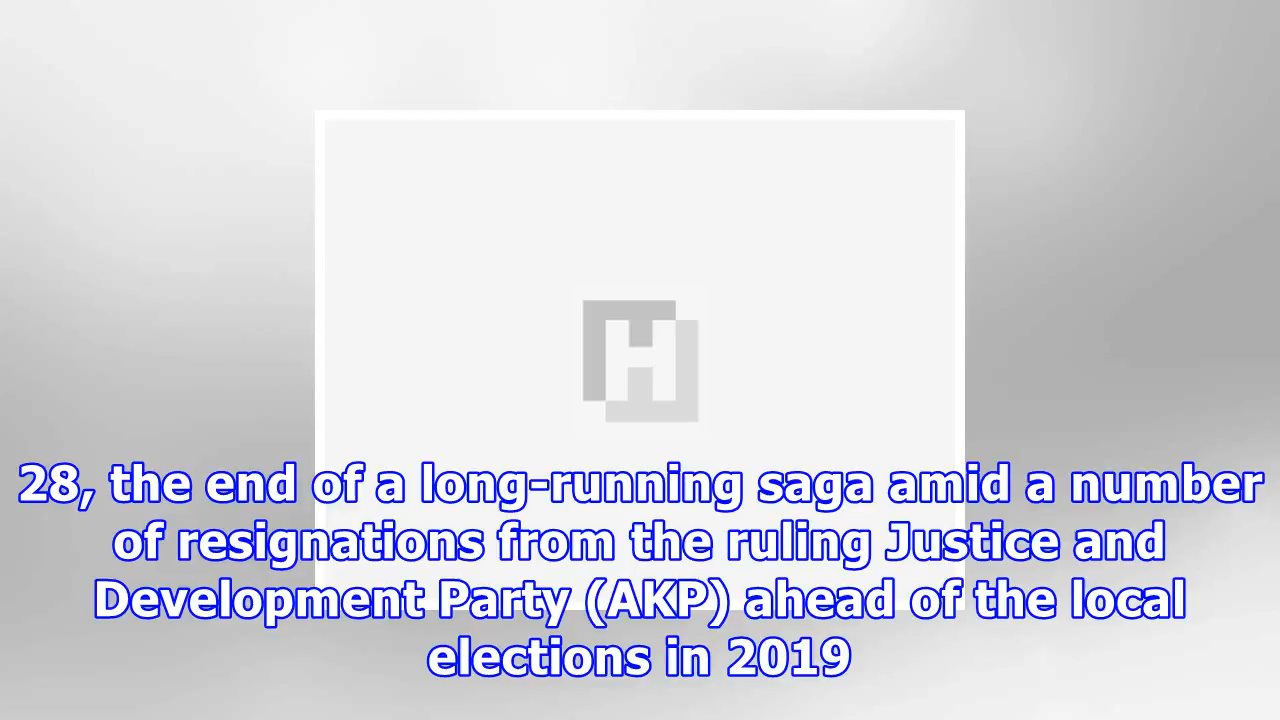 H
28, the end of a long-running saga amid a number
of resignations from the ruling Justice and
Development Party (AKP) ahead of the local
elections in 2019